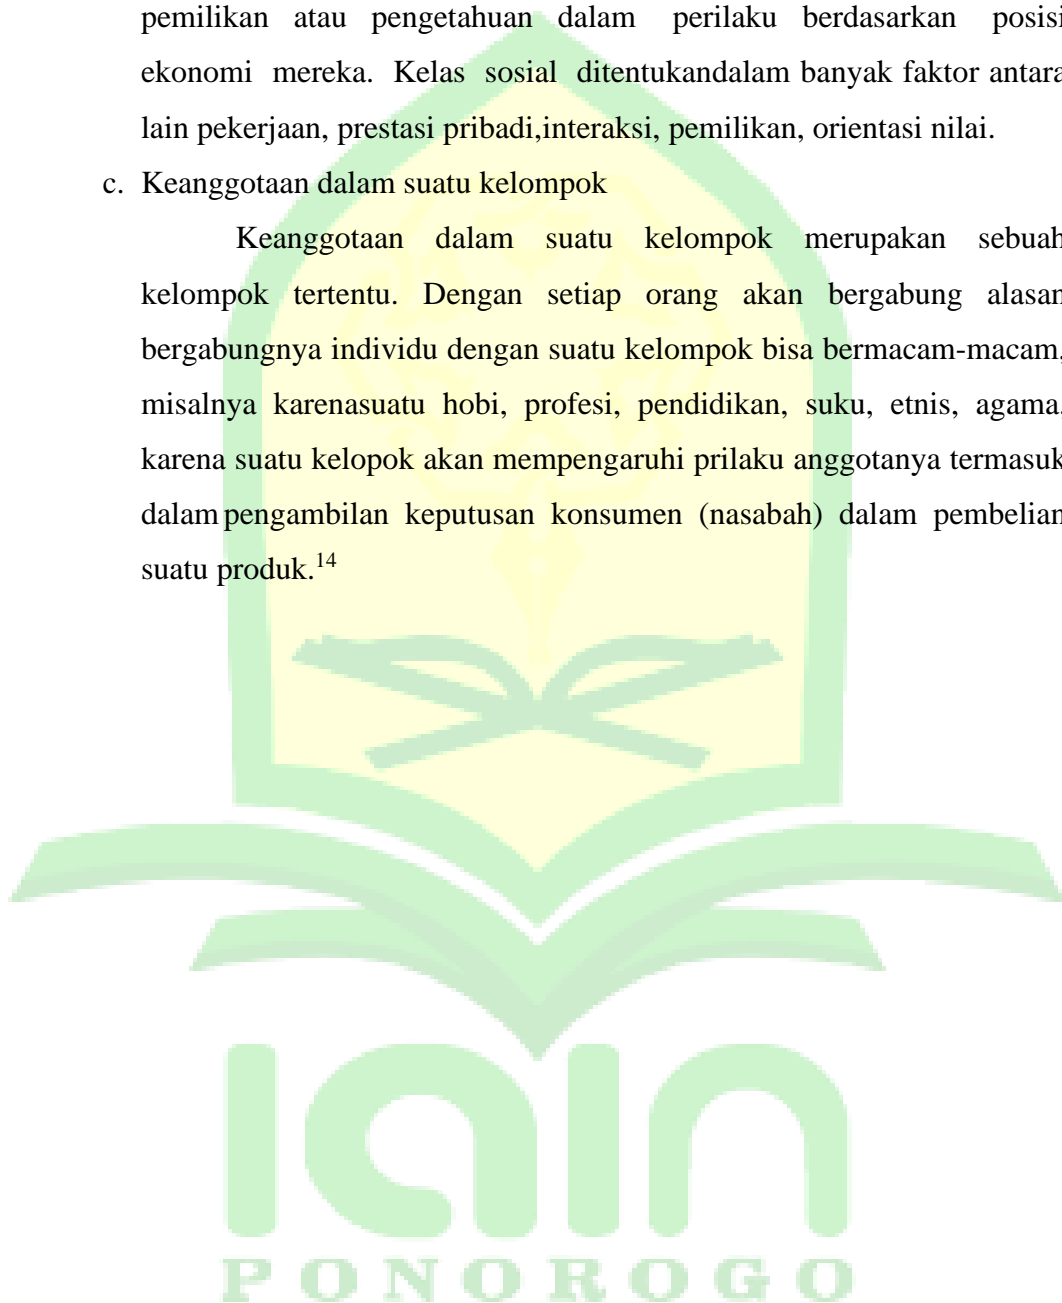 pemilikan atau pengetahuan dalam perilaku berdasarkan posisi
ekonomi mereka. Kelas sosial ditentukandalam banyak faktor antara
lain pekerjaan, prestasi pribadi,interaksi, pemilikan, orientasi nilai.
c. Keanggotaan dalam suatu kelompok
Keanggotaan dalam suatu kelompok merupakan sebuah
kelompok tertentu. Dengan setiap orang akan bergabung alasan
bergabungnya individu dengan suatu kelompok bisa bermacam-macam,
misalnya karenasuatu hobi, profesi, pendidikan, suku, etnis, agama,
karena suatu kelopok akan mempengaruhi prilaku anggotanya termasuk
dalam pengambilan keputusan konsumen (nasabah) dalam pembelian
suatu produk.14
iain
PONOROGO